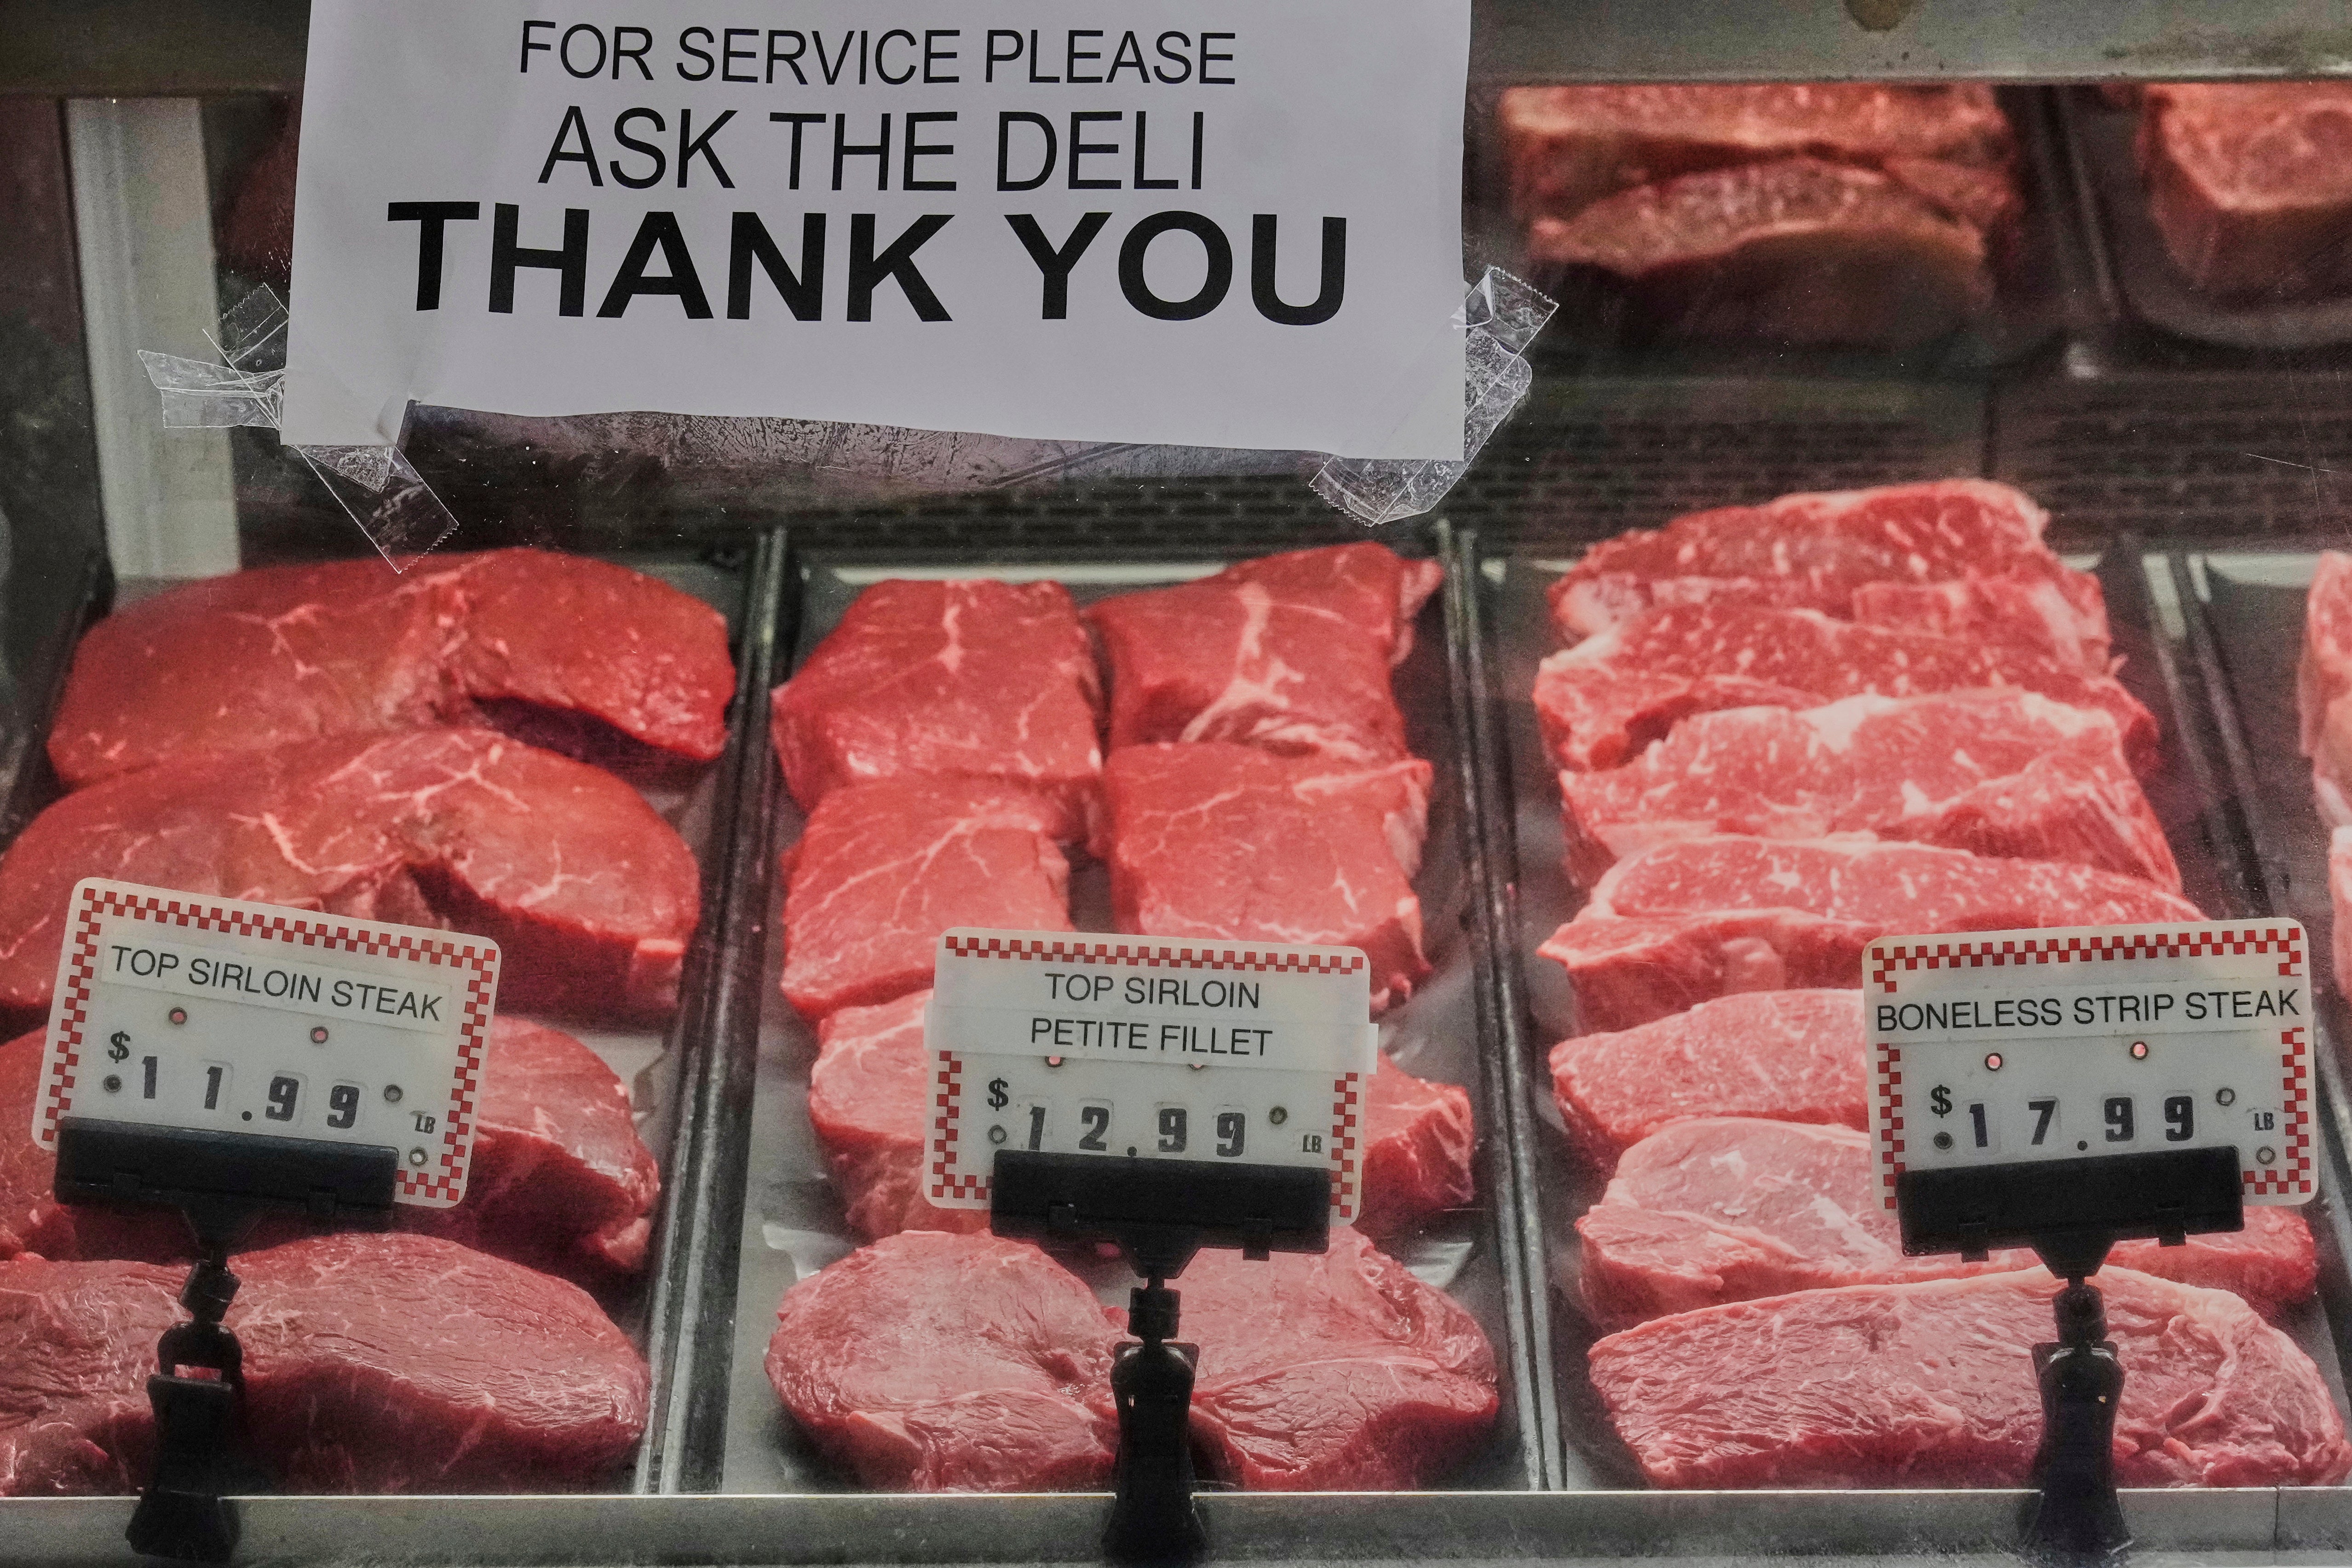 FOR SERVICE PLEASE
ASK THE DELI
THANK YOU
TOP SIRLOIN STEAK
$11.99 LB
TOP SIRLOIN
PETITE FILLET
$12.99 LB
BONELESS STRIP STEAK
$17.99 LB